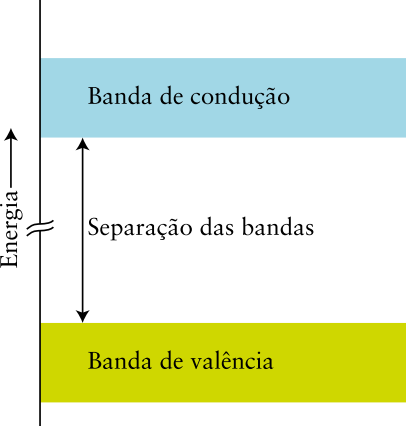 Banda de condução
Energia
Separação das bandas
Banda de valência